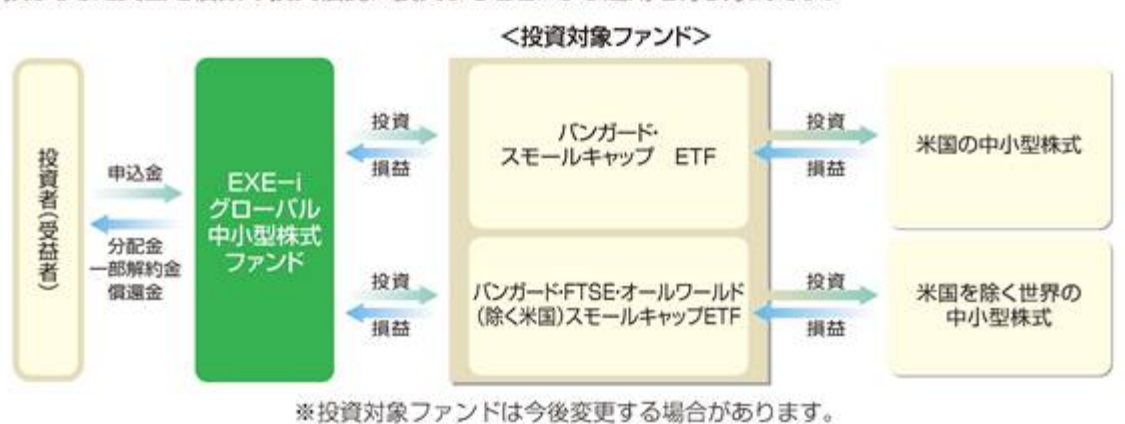 <投資対象ファンド>
投資者(受益者)
申込金
分配金
一部解約金
償還金
EXE-i
グローバル
中小型株式
ファンド
投資
損益
バンガード・
スモールキャップ ETF
投資
損益
米国の中小型株式
投資
損益
バンガード・FTSE・オールワールド
(除く米国)スモールキャップETF
投資
損益
米国を除く世界の
中小型株式
※投資対象ファンドは今後変更する場合があります。